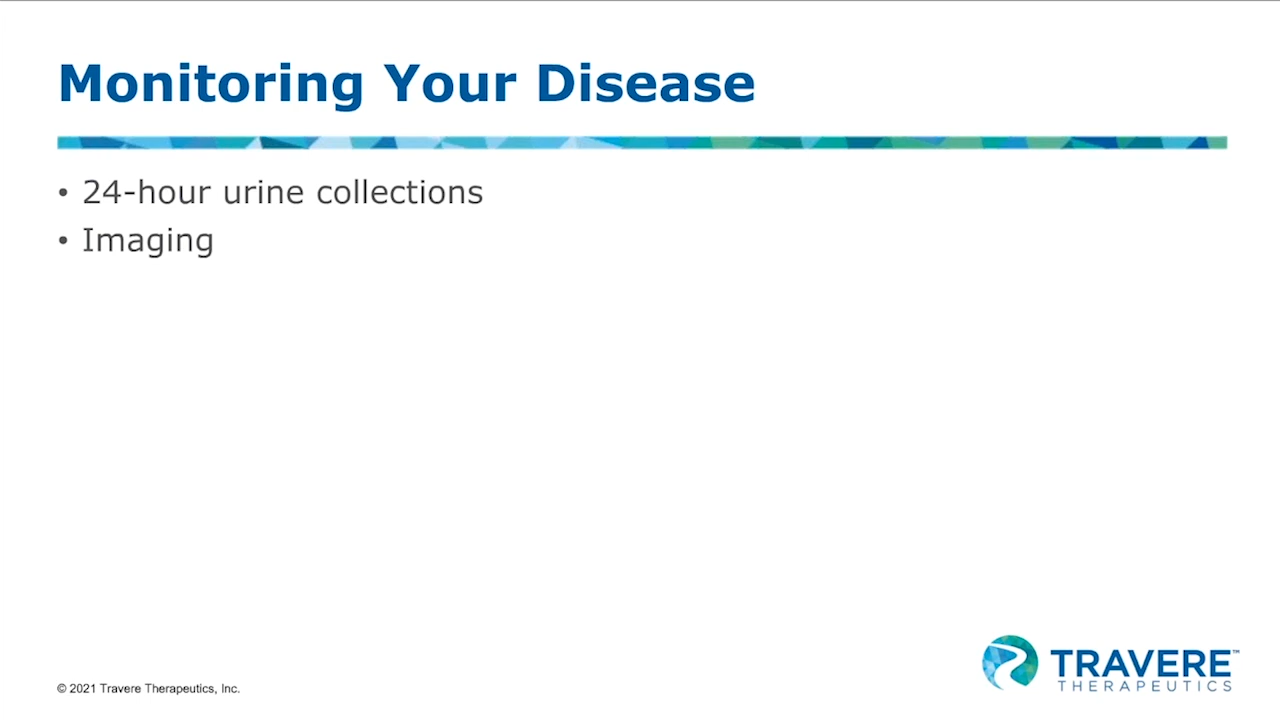 Monitoring Your Disease
• 24-hour urine collections
• Imaging
TRAVERE™
THERAPEUTICS
© 2021 Travere Therapeutics, Inc.